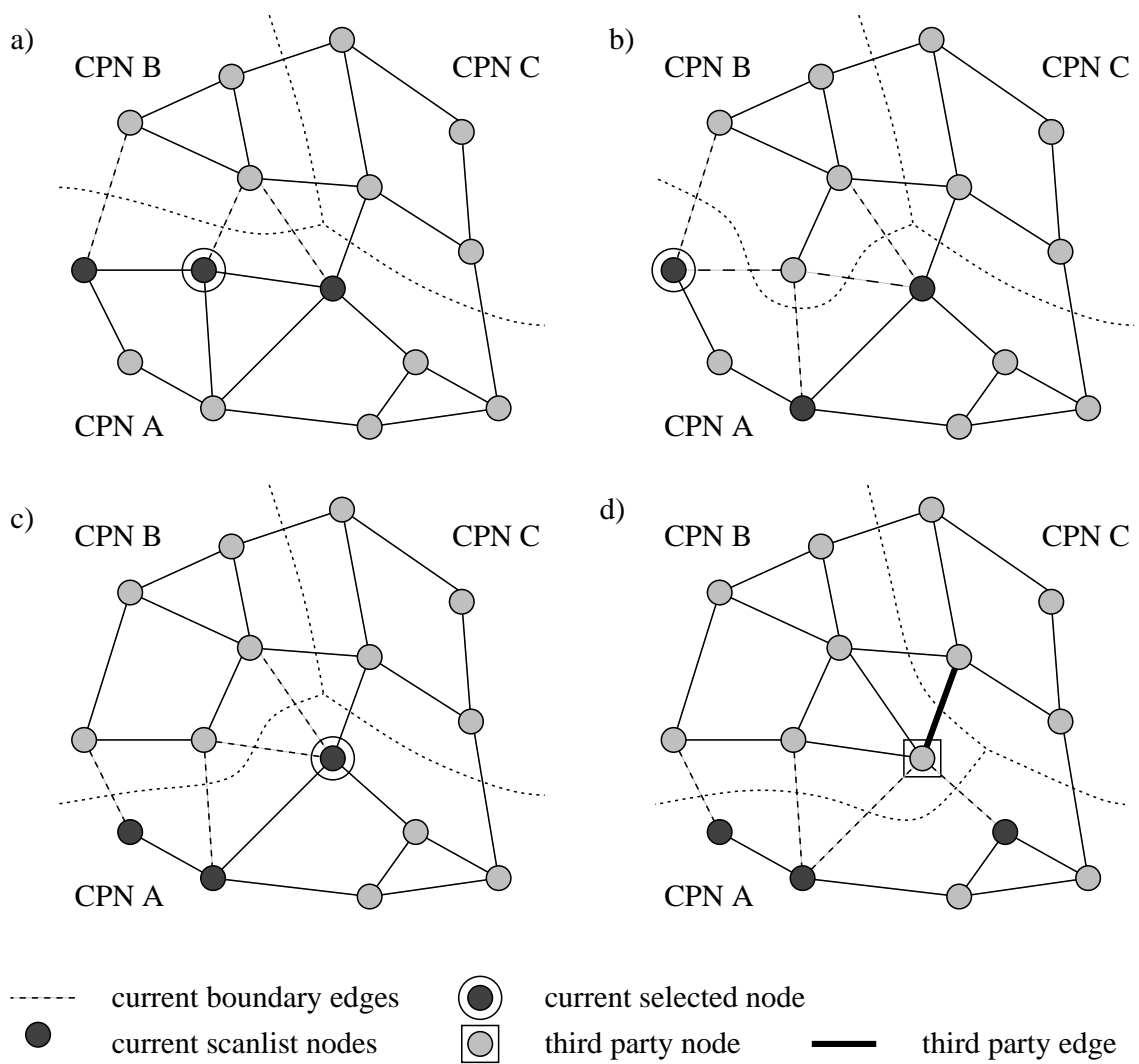 a)
CPN B
CPN C
CPN A
b)
CPN B
CPN C
CPN A
c)
CPN B
CPN C
CPN A
d)
CPN B
CPN C
CPN A
current boundary edges
current selected node
current scanlist nodes
third party node
third party edge